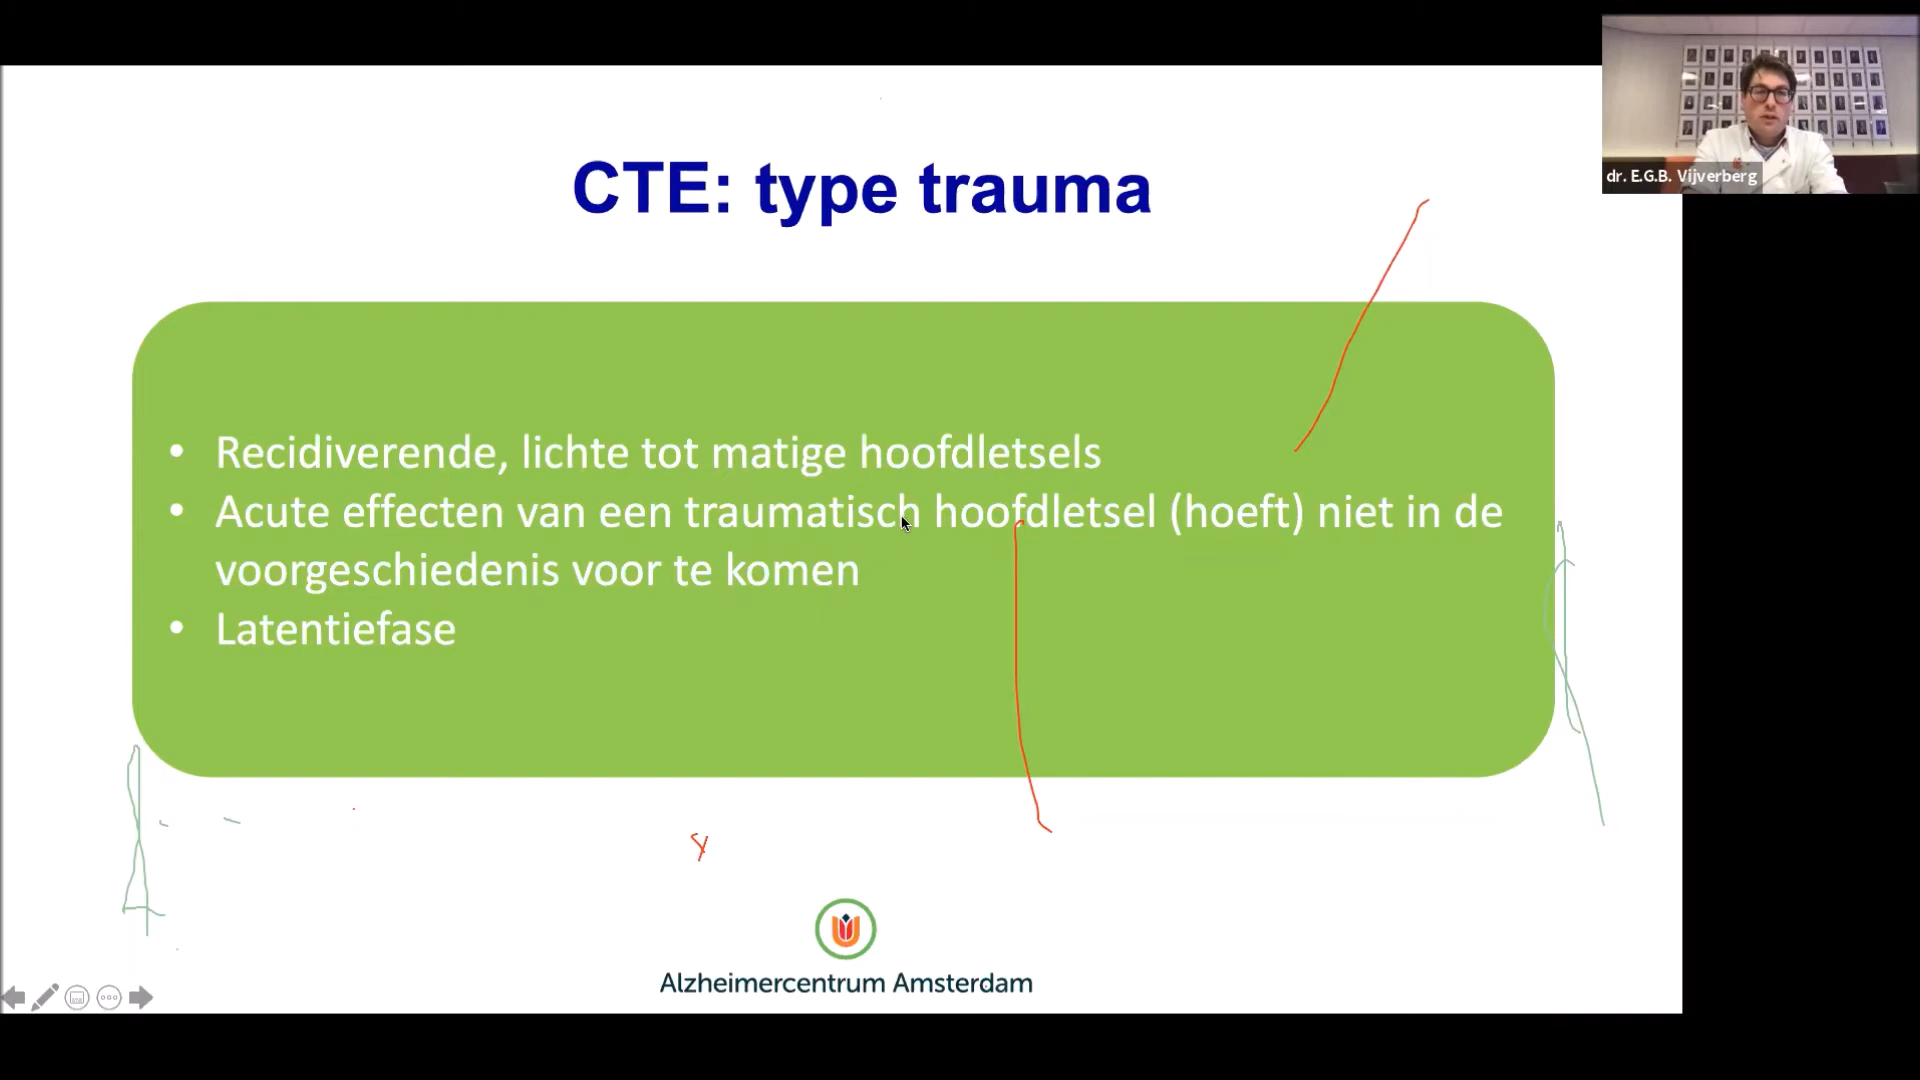 dr. E.G.B. Vijverberg
CTE: type trauma
• Recidiverende, lichte tot matige hoofdletsels
• Acute effecten van een traumatisch hoofdletsel (hoeft) niet in de
voorgeschiedenis voor te komen
• Latentiefase
Alzheimercentrum Amsterdam